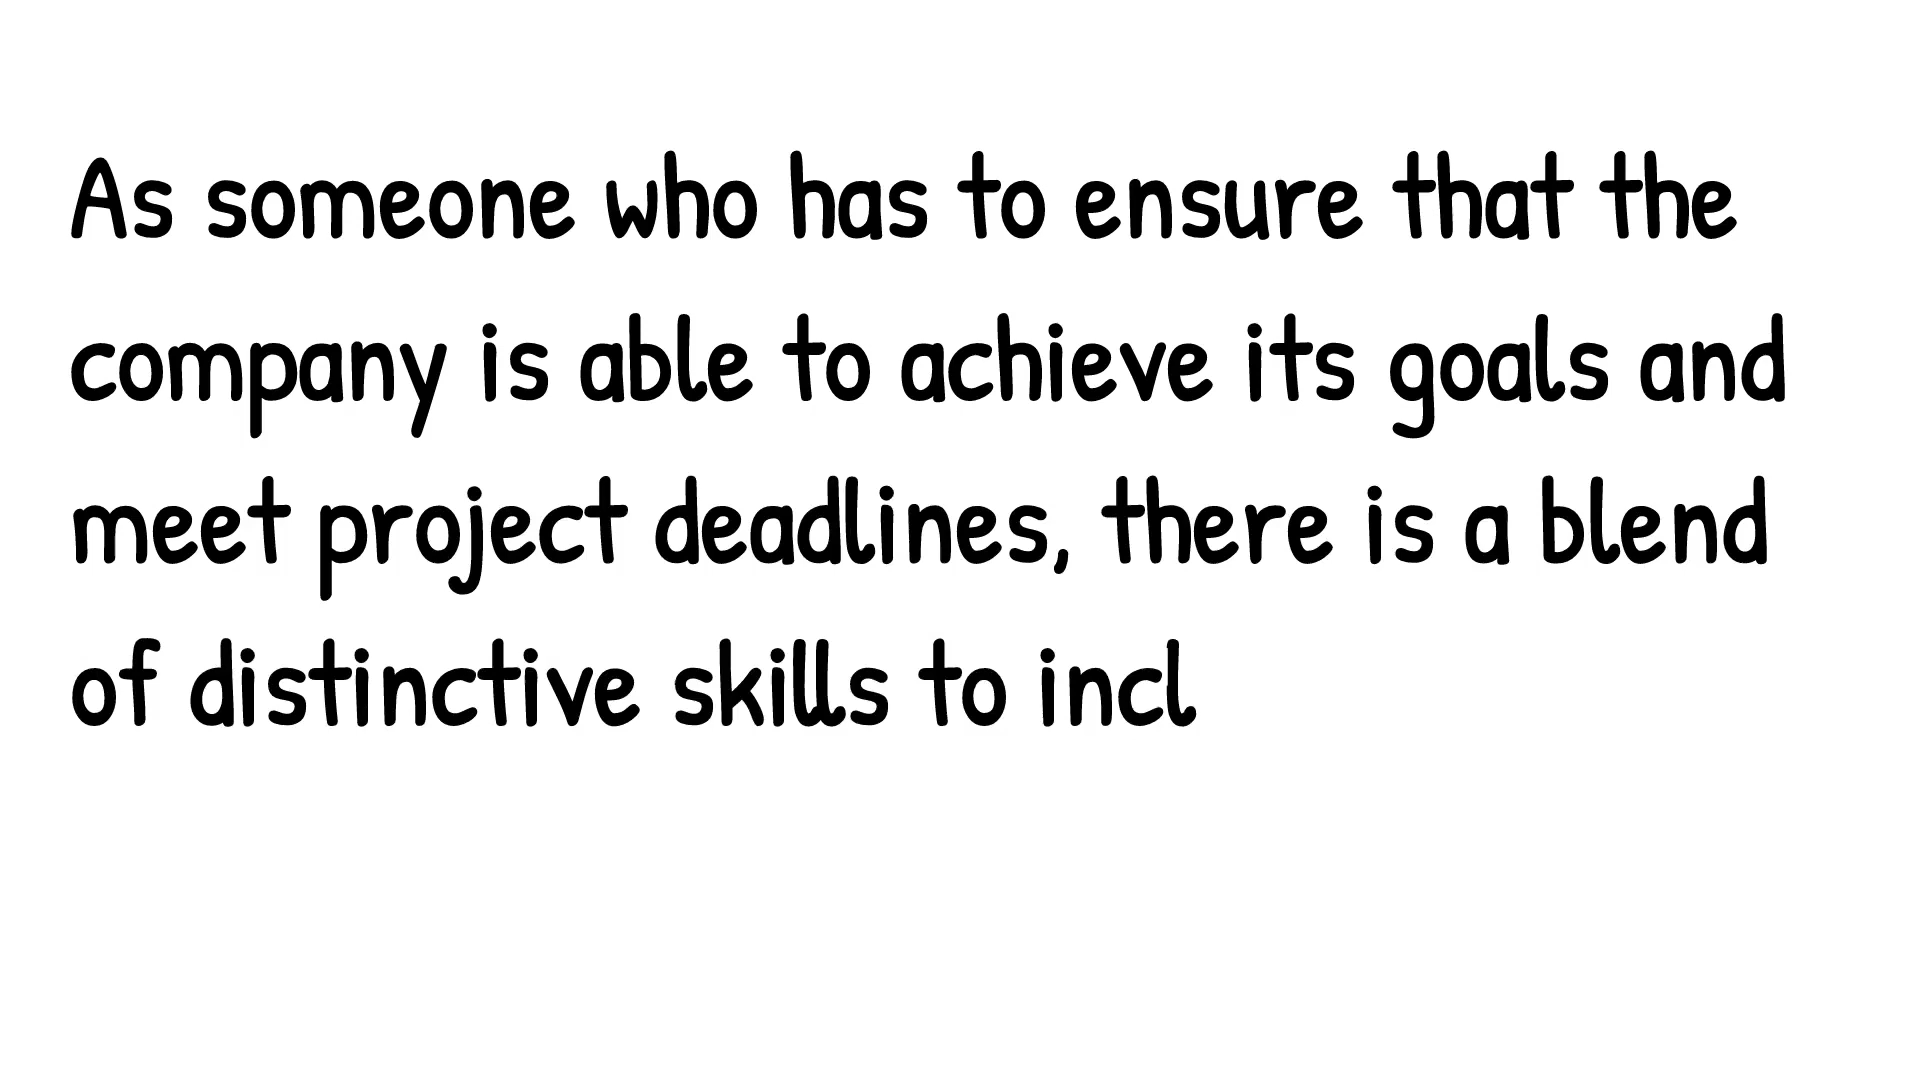 As someone who has to ensure that the
company is able to achieve its goals and
meet project deadlines, there is a blend
of distinctive skills to incl